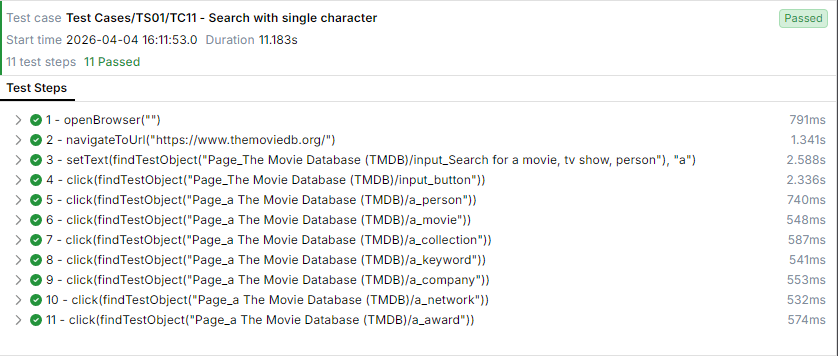 Test case Test Cases/TS01/TC11 - Search with single character Passed
Start time 2026-04-04 16:11:53.0 Duration 11.183s
11 test steps 11 Passed
Test Steps
1 - openBrowser("") 791ms
2 - navigateToUrl("https://www.themoviedb.org/") 1.341s
3 - setText(findTestObject("Page_The Movie Database (TMDB)/input_Search for a movie, tv show, person"), "a") 2.588s
4 - click(findTestObject("Page_The Movie Database (TMDB)/input_button")) 2.336s
5 - click(findTestObject("Page_a The Movie Database (TMDB)/a_person")) 740ms
6 - click(findTestObject("Page_a The Movie Database (TMDB)/a_movie")) 548ms
7 - click(findTestObject("Page_a The Movie Database (TMDB)/a_collection")) 587ms
8 - click(findTestObject("Page_a The Movie Database (TMDB)/a_keyword")) 541ms
9 - click(findTestObject("Page_a The Movie Database (TMDB)/a_company")) 553ms
10 - click(findTestObject("Page_a The Movie Database (TMDB)/a_network")) 532ms
11 - click(findTestObject("Page_a The Movie Database (TMDB)/a_award")) 574ms